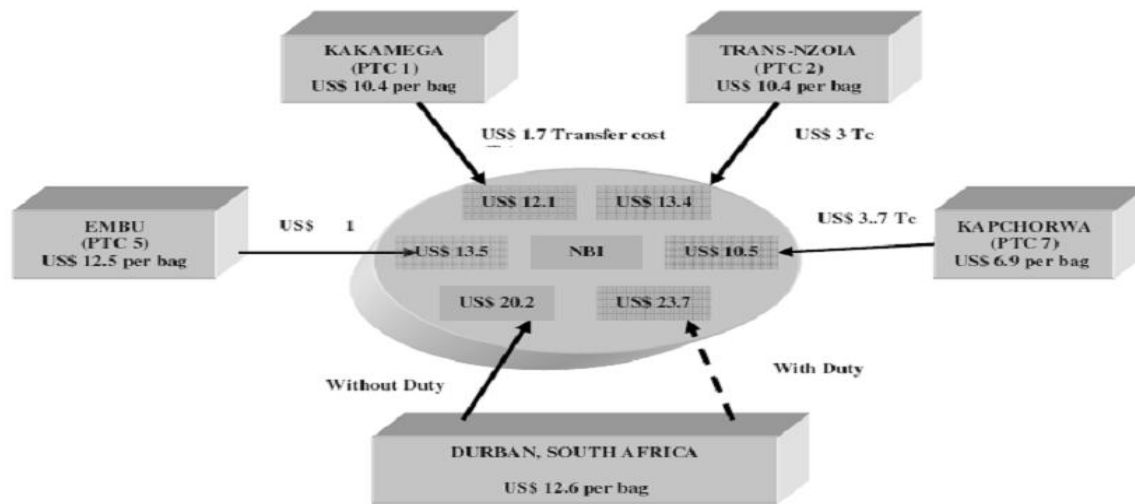 KAKAMEGA
(PTC 1)
US$ 10.4 per bag
TRANS-NZOIA
(PTC 2)
US$ 10.4 per bag
US$ 1.7 Transfer cost
US$ 3 Tc
EMBU
(PTC 5)
US$ 12.5 per bag
US$ 1
US$ 12.1
US$ 13.4
US$ 3..7 Tc
KAPCHORWA
(PTC 7)
US$ 6.9 per bag
US$ 13.5
NBI
US$ 10.5
US$ 20.2
US$ 23.7
Without Duty
With Duty
DURBAN, SOUTH AFRICA
US$ 12.6 per bag